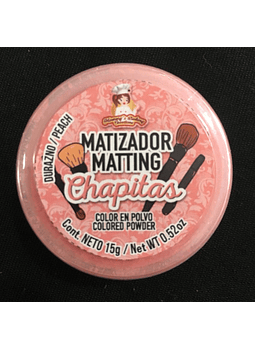 DURAZNO / PEACH
MATIZADOR
MATTING
Chapitas
COLOR EN POLVO
COLORED POWDER
Cont. NETO 15g / Net WT 0.52oz